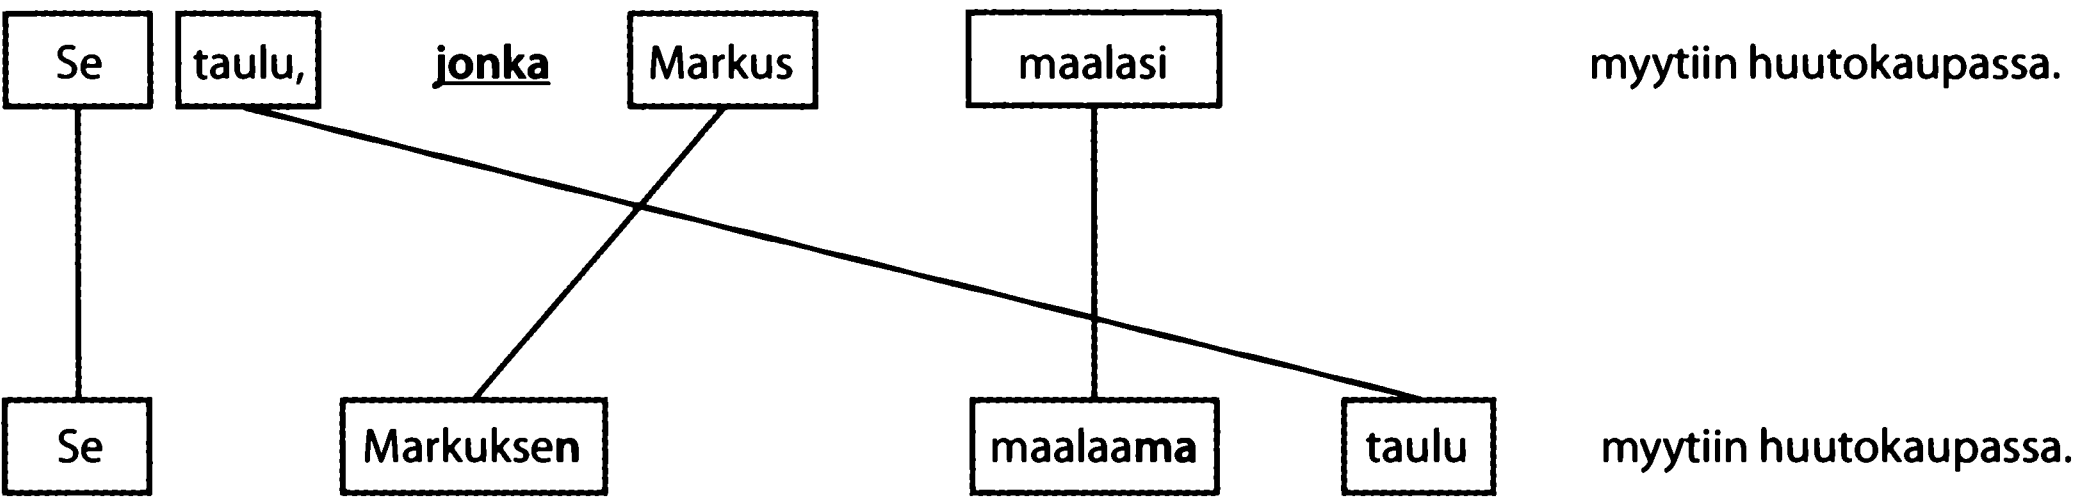 Se taulu, jonka Markus maalasi myytiin huutokaupassa.
Se Markuksen maalaama taulu myytiin huutokaupassa.